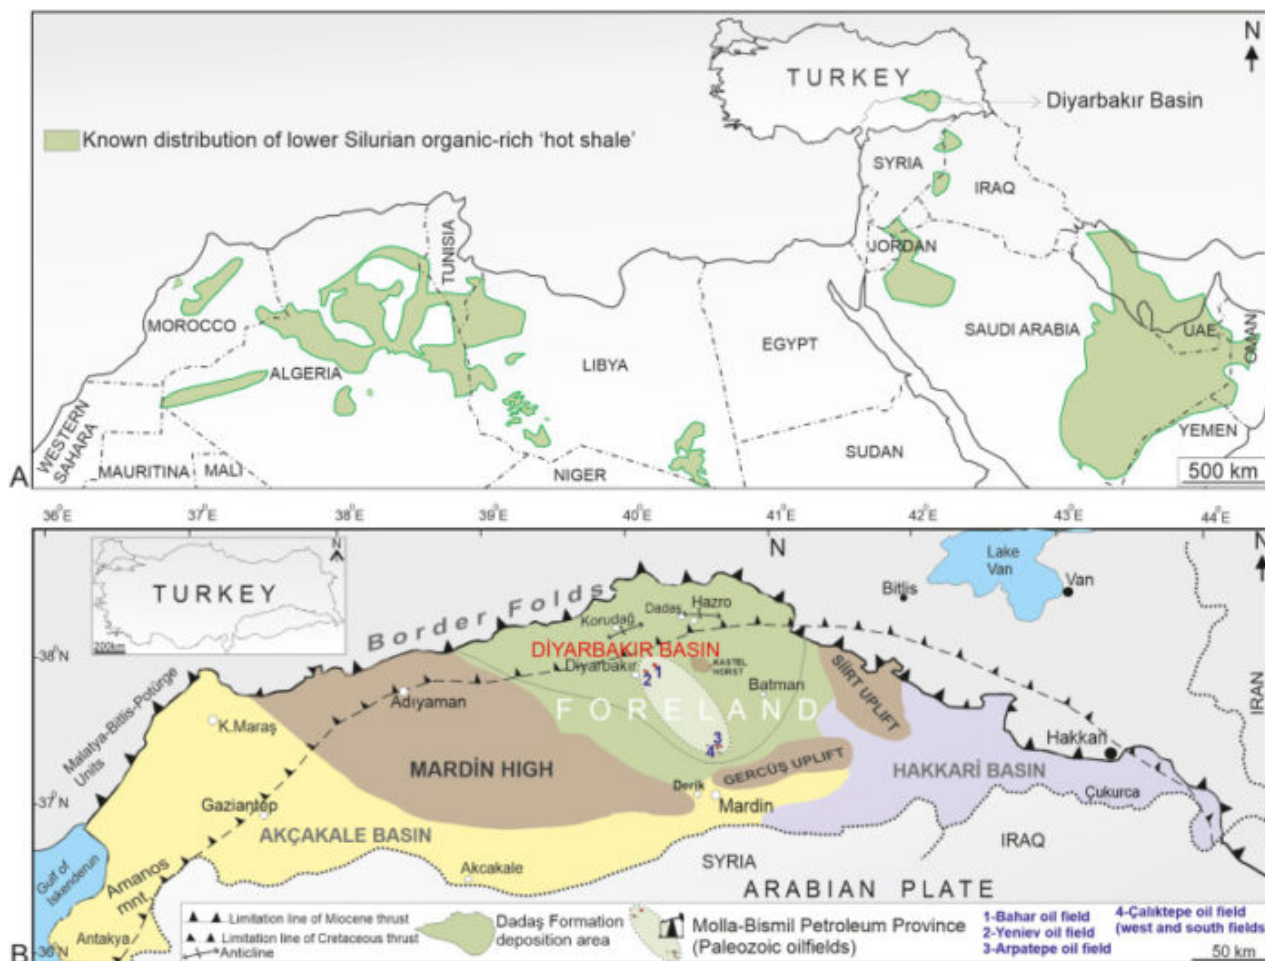 N
TURKEY
Diyarbakır Basin
Known distribution of lower Silurian organic-rich 'hot shale'
SYRIA
IRAQ
TUNISIA
JORDAN
MOROCCO
SAUDI ARABIA
UAE
OMAN
EGYPT
LIBYA
ALGERIA
WESTERN
SAHARA
YEMEN
SUDAN
MAURITINA
MALI
NIGER
500 km
A
36°E
37°E
38°E
39°E
40°E
41°E
42°E
43°E
44°E
N
N
N
TURKEY
200km
Lake
Van
Bitlis
Van
Border Folds
Dadaş
Hazro
Korudağ
DİYARBAKIR BASIN
38°N
Diyarbakır
1
2
KASTEL
HORST
Batman
SİİRT UPLIFT
IRAN
Malatya-Bitlis-Potürge
Units
K.Maraş
Adıyaman
FORELAND
3
4
Hakkari
MARDİN HIGH
GERCÜŞ UPLIFT
HAKKARİ BASIN
Derik
Mardin
Çukurca
37°N
Gaziantep
AKÇAKALE BASIN
IRAQ
SYRIA
Gulf of
Iskenderun
Amanos
mnt.
Akcakale
ARABIAN PLATE
Antakya
36°N
B
Limitation line of Miocene thrust
Limitation line of Cretaceous thrust
Anticline
Dadaş Formation
deposition area
Molla-Bismil Petroleum Province
(Paleozoic oilfields)
1-Bahar oil field
2-Yeniev oil field
3-Arpatepe oil field
4-Çalıktepe oil field
(west and south fields)
50 km